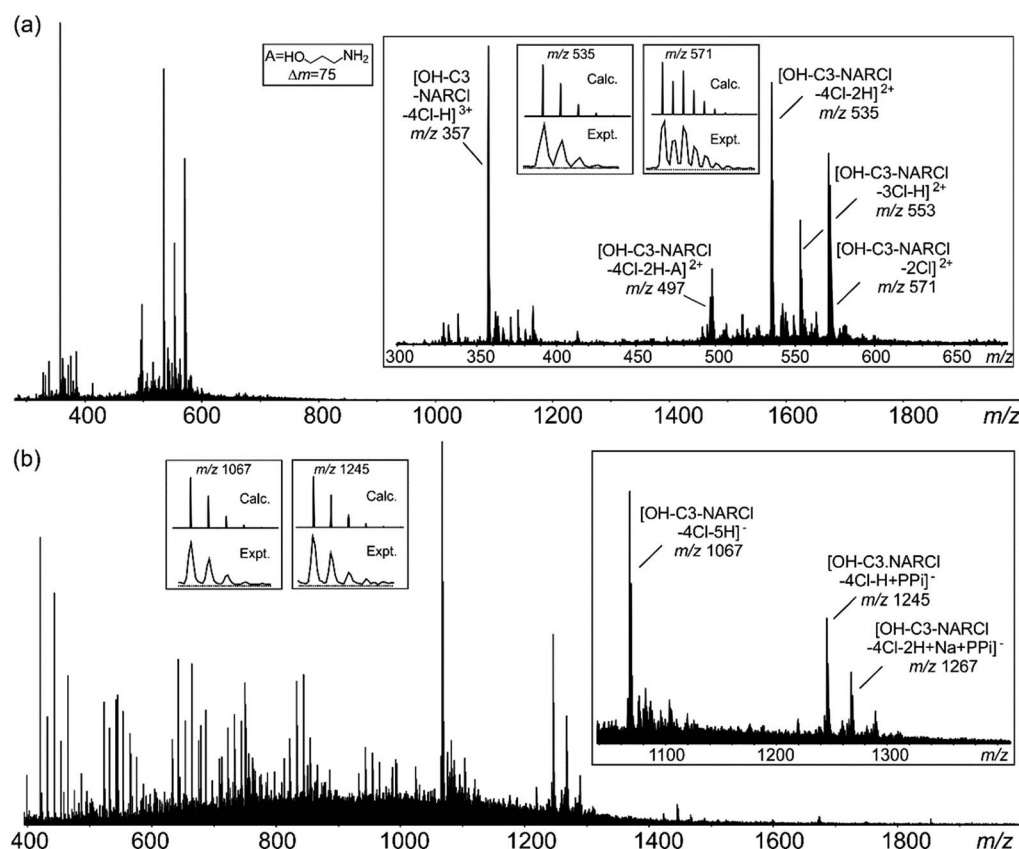 (a)
A=HO NH2
Δm=75
[OH-C3
-NARCl
-4Cl-H]3+
m/z 357
m/z 535
Calc.
Expt.
m/z 571
Calc.
Expt.
[OH-C3-NARCl
-4Cl-2H]2+
m/z 535
[OH-C3-NARCl
-3Cl-H]2+
m/z 553
[OH-C3-NARCl
-2Cl]2+
m/z 571
[OH-C3-NARCl
-4Cl-2H-A]2+
m/z 497
300 350 400 450 500 550 600 650 m/z
400 600 800 1000 1200 1400 1600 1800 m/z
(b)
m/z 1067
Calc.
Expt.
m/z 1245
Calc.
Expt.
[OH-C3-NARCl
-4Cl-5H]-
m/z 1067
[OH-C3.NARCl
-4Cl-H+PPi]-
m/z 1245
[OH-C3-NARCl
-4Cl-2H+Na+PPi]-
m/z 1267
1100 1200 1300 m/z
400 600 800 1000 1200 1400 1600 1800 m/z